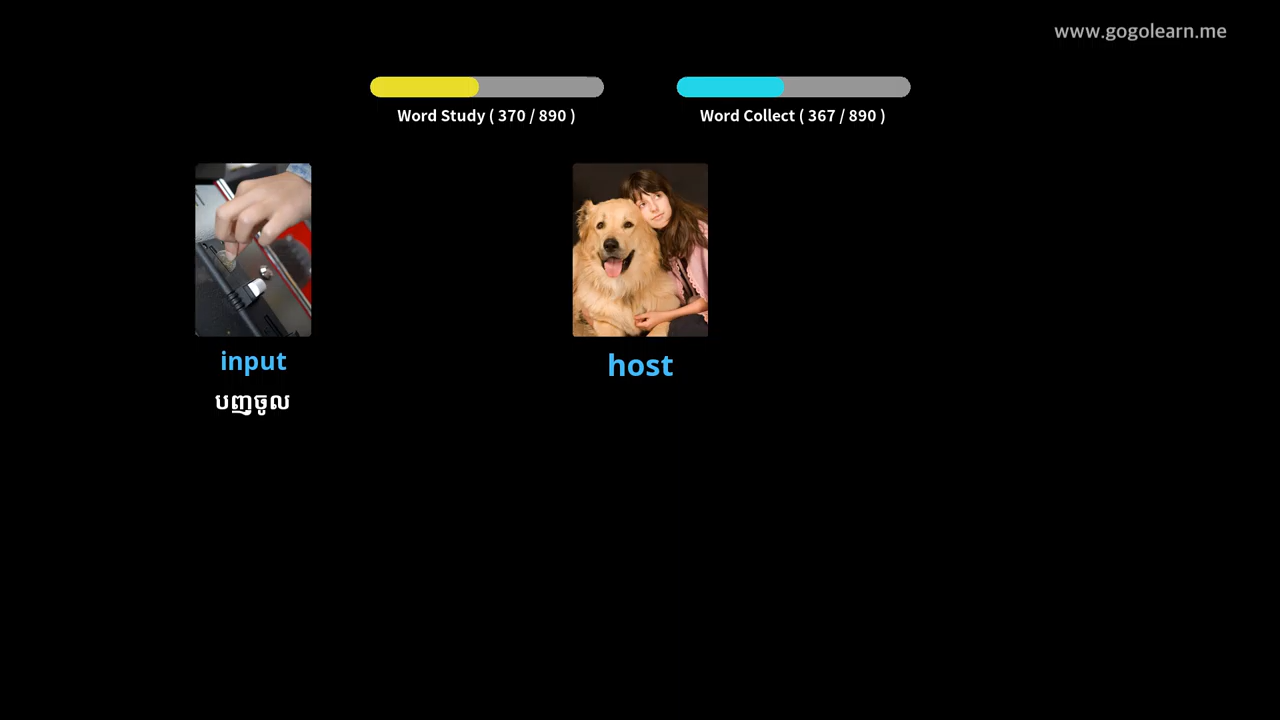 www.gogolearn.me
Word Study ( 370 / 890 )
Word Collect ( 367 / 890 )
input
បញ្ចូល
host